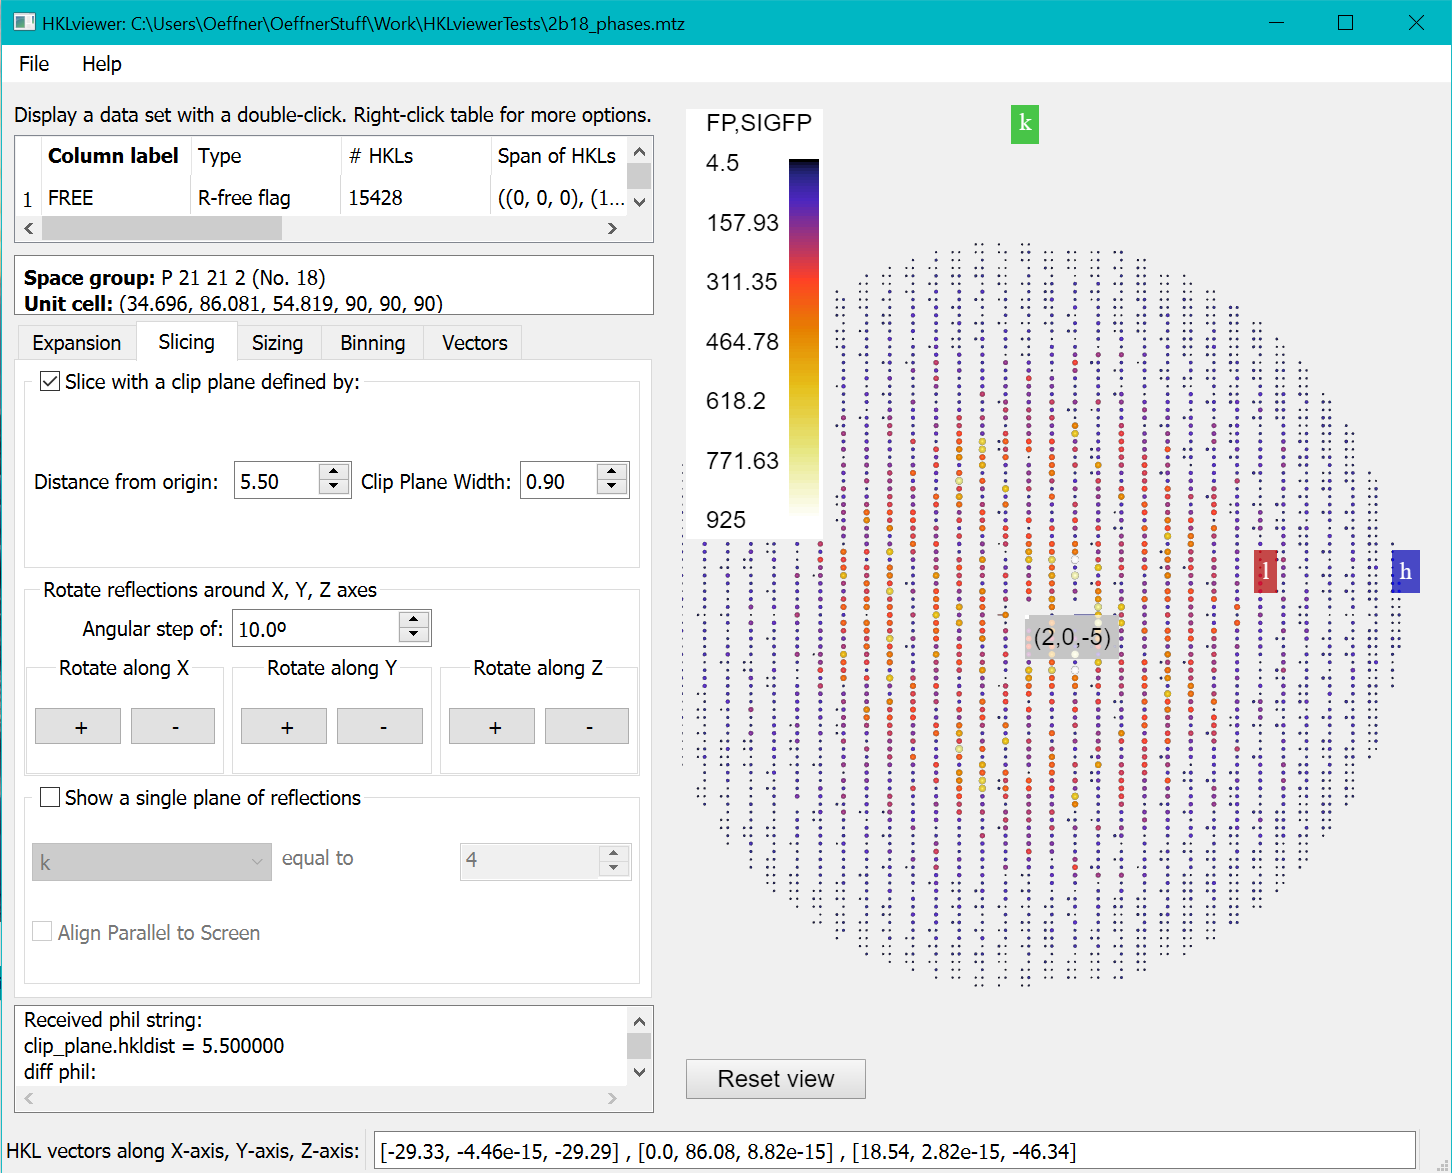 HKLviewer: C:\Users\Oeffner\OeffnerStuff\Work\HKLviewerTests\2b18_phases.mtz
File Help
Display a data set with a double-click. Right-click table for more options.
Column label Type # HKLs Span of HKLs
1 FREE R-free flag 15428 ((0, 0, 0), (1...
Space group: P 21 21 2 (No. 18)
Unit cell: (34.696, 86.081, 54.819, 90, 90, 90)
Expansion Slicing Sizing Binning Vectors
Slice with a clip plane defined by:
Distance from origin: 5.50 Clip Plane Width: 0.90
Rotate reflections around X, Y, Z axes
Angular step of: 10.0º
Rotate along X Rotate along Y Rotate along Z
+ - + - + -
Show a single plane of reflections
k equal to 4
Align Parallel to Screen
Received phil string:
clip_plane.hkldist = 5.500000
diff phil:
FP,SIGFP
4.5
157.93
311.35
464.78
618.2
771.63
925
k
l
h
(2,0,-5)
Reset view
HKL vectors along X-axis, Y-axis, Z-axis: [-29.33, -4.46e-15, -29.29] , [0.0, 86.08, 8.82e-15] , [18.54, 2.82e-15, -46.34]